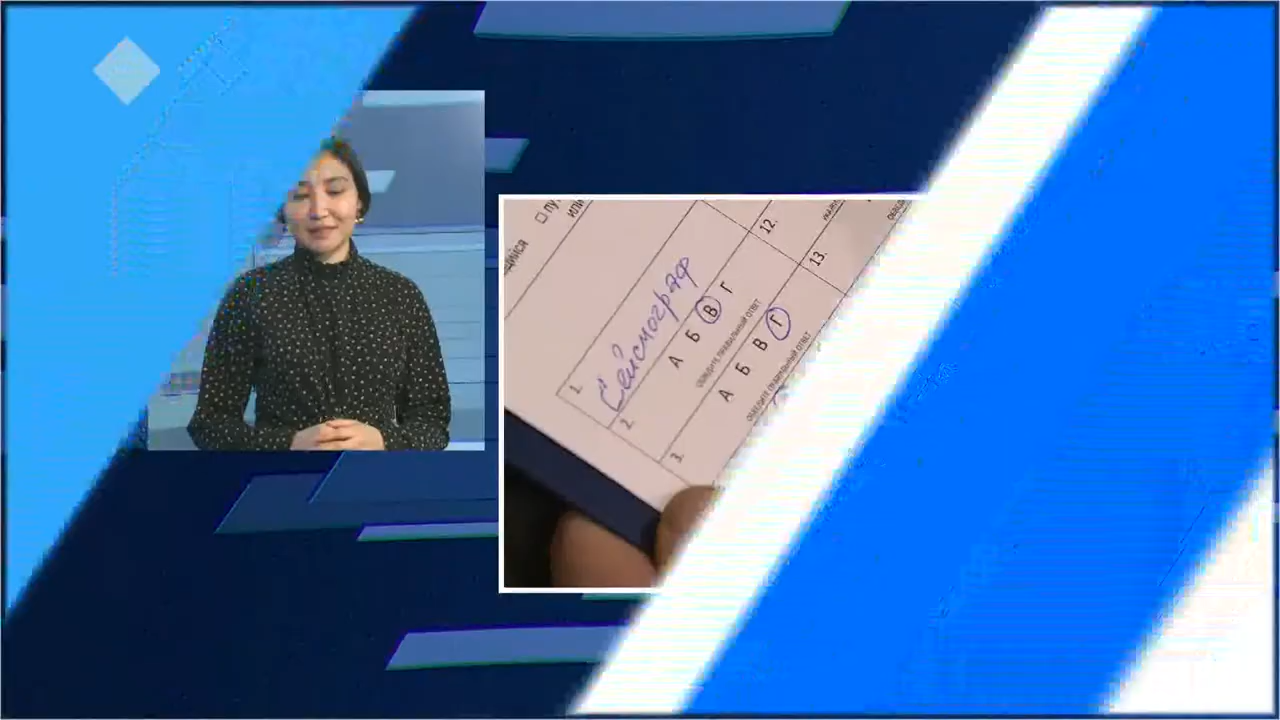 1.
Сейсмограф
2.
А Б В Г
ОБВЕДИТЕ ПРАВИЛЬНЫЙ ОТВЕТ
3.
А Б В Г
ОБВЕДИТЕ ПРАВИЛЬНЫЙ ОТВЕТ
12.
13.